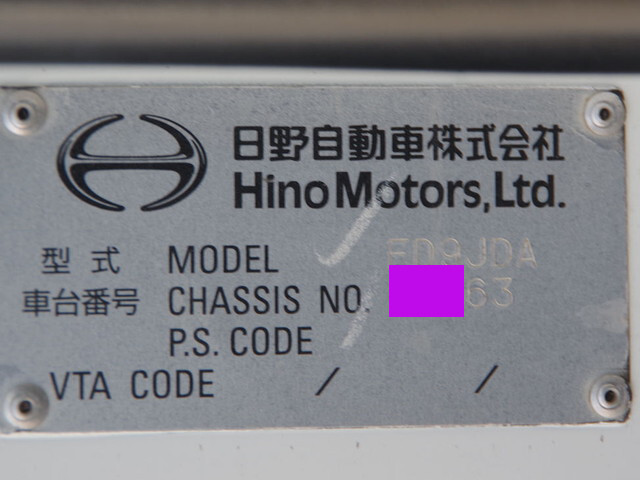 日野自動車株式会社
Hino Motors, Ltd.
型式 MODEL FD9JDA
車台番号 CHASSIS NO. 63
P.S. CODE
VTA CODE / /